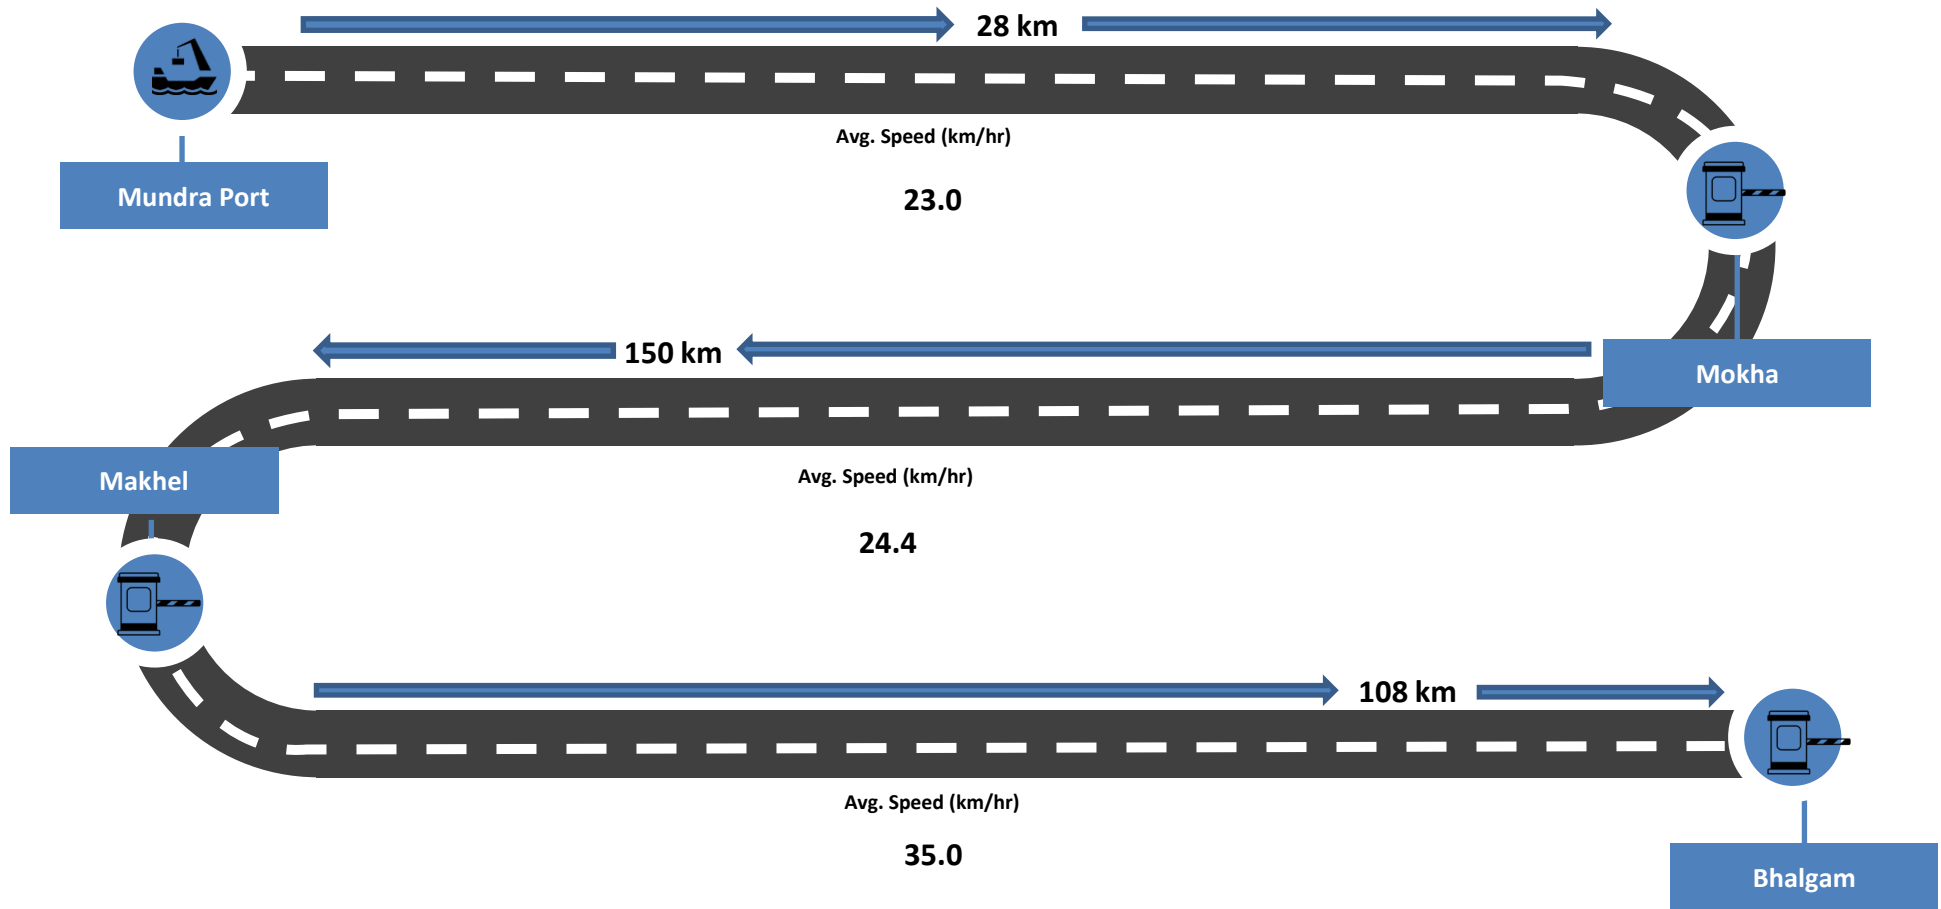 28 km
Avg. Speed (km/hr)
Mundra Port
23.0
150 km
Mokha
Makhel
Avg. Speed (km/hr)
24.4
108 km
Avg. Speed (km/hr)
35.0
Bhalgam